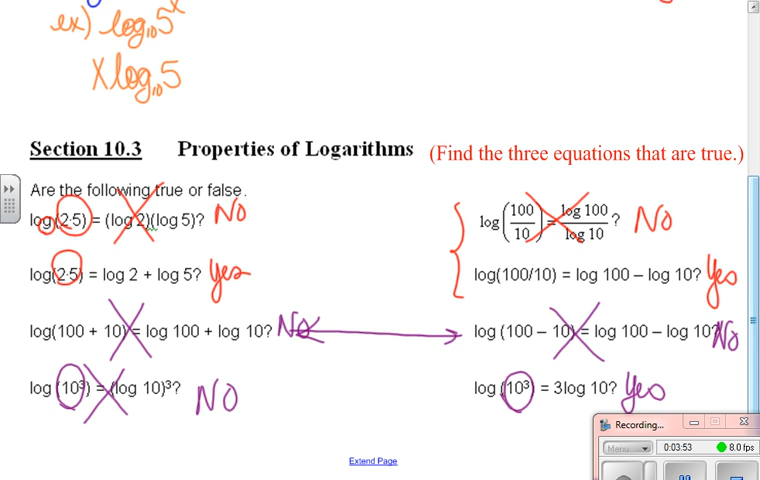 ex) log₁₀5ˣ
xlog₁₀5
Section 10.3 Properties of Logarithms (Find the three equations that are true.)
Are the following true or false.
log(2·5) = (log 2)(log 5)? NO
log(2·5) = log 2 + log 5? Yes
log(100 + 10) = log 100 + log 10? No
log (10³) = (log 10)³? NO
log(100/10) = log 100/log 10? NO
log(100/10) = log 100 – log 10? Yes
log (100 – 10) = log 100 – log 10? No
log (10³) = 3log 10? Yes
Extend Page
Recording...
Menu 0:03:53 8.0 fps